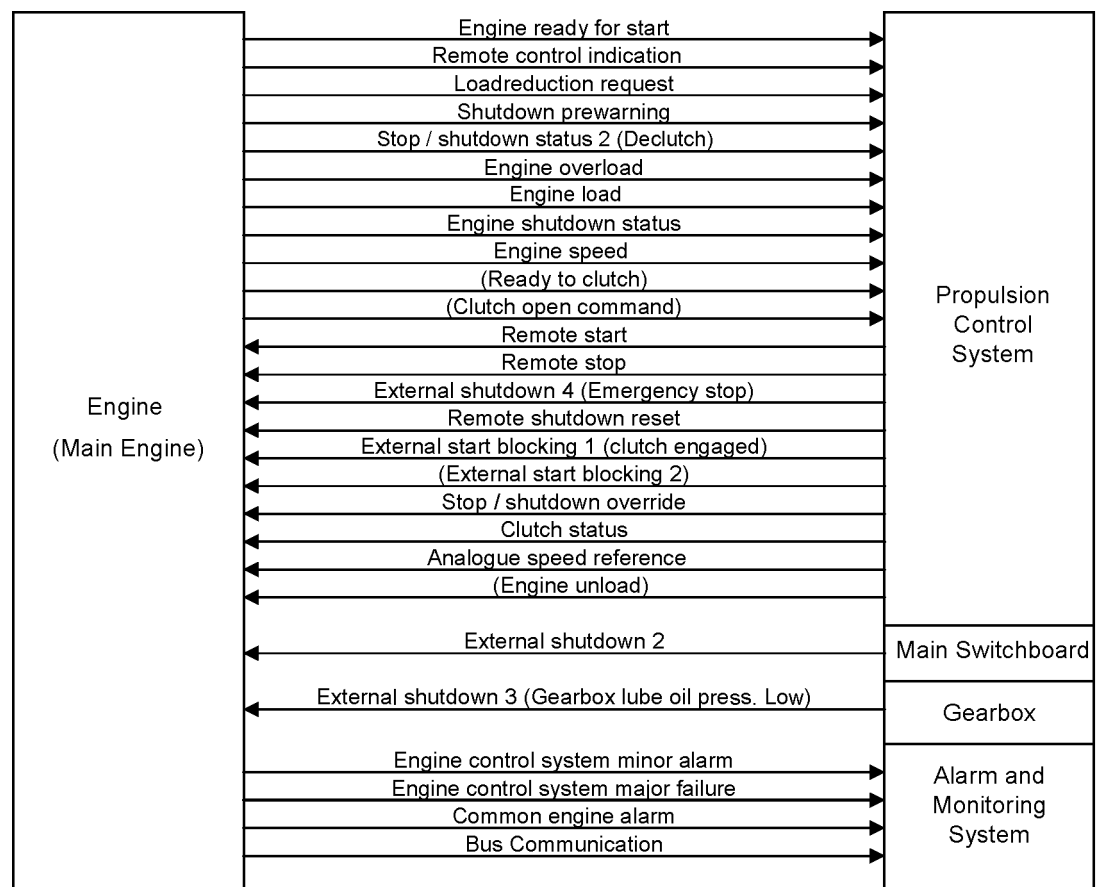 Engine ready for start
Remote control indication
Loadreduction request
Shutdown prewarning
Stop / shutdown status 2 (Declutch)
Engine overload
Engine load
Engine shutdown status
Engine speed
(Ready to clutch)
(Clutch open command)
Remote start
Remote stop
External shutdown 4 (Emergency stop)
Remote shutdown reset
External start blocking 1 (clutch engaged)
(External start blocking 2)
Stop / shutdown override
Clutch status
Analogue speed reference
(Engine unload)
External shutdown 2
External shutdown 3 (Gearbox lube oil press. Low)
Engine control system minor alarm
Engine control system major failure
Common engine alarm
Bus Communication
Engine
(Main Engine)
Propulsion
Control
System
Main Switchboard
Gearbox
Alarm and
Monitoring
System